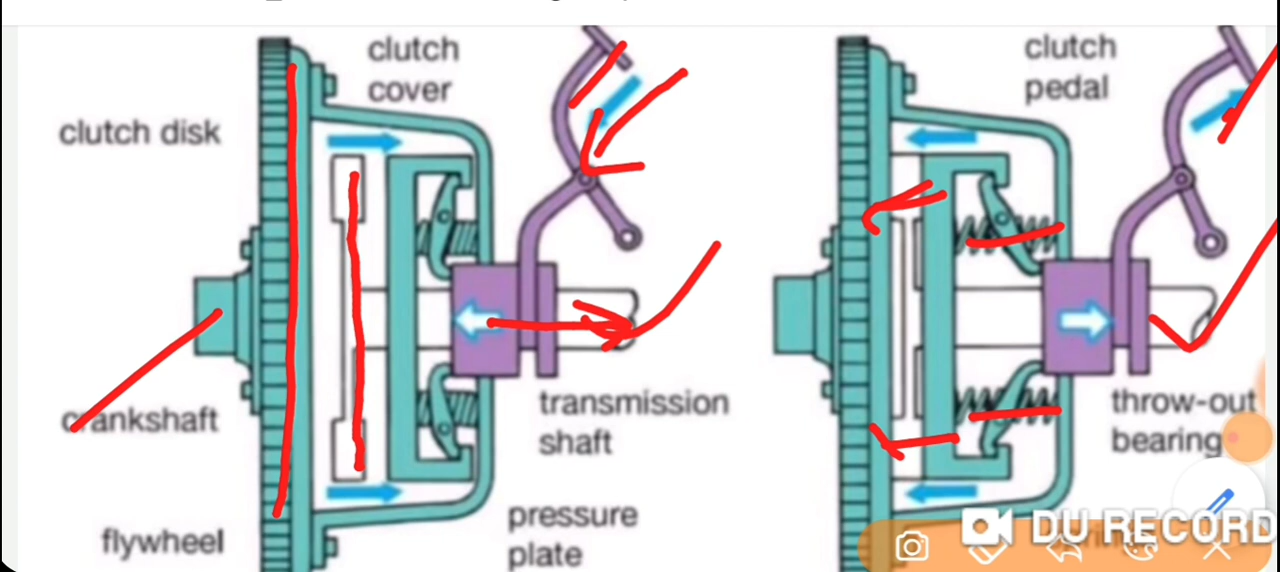 clutch
cover
clutch disk
crankshaft
flywheel
transmission
shaft
pressure
plate
clutch
pedal
throw-out
bearing
DU RECORD